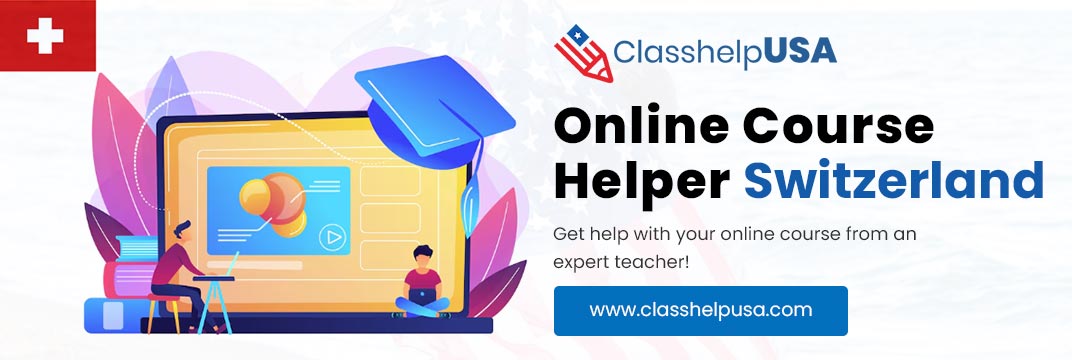 ClasshelpUSA
Online Course
Helper Switzerland
Get help with your online course from an
expert teacher!
www.classhelpusa.com